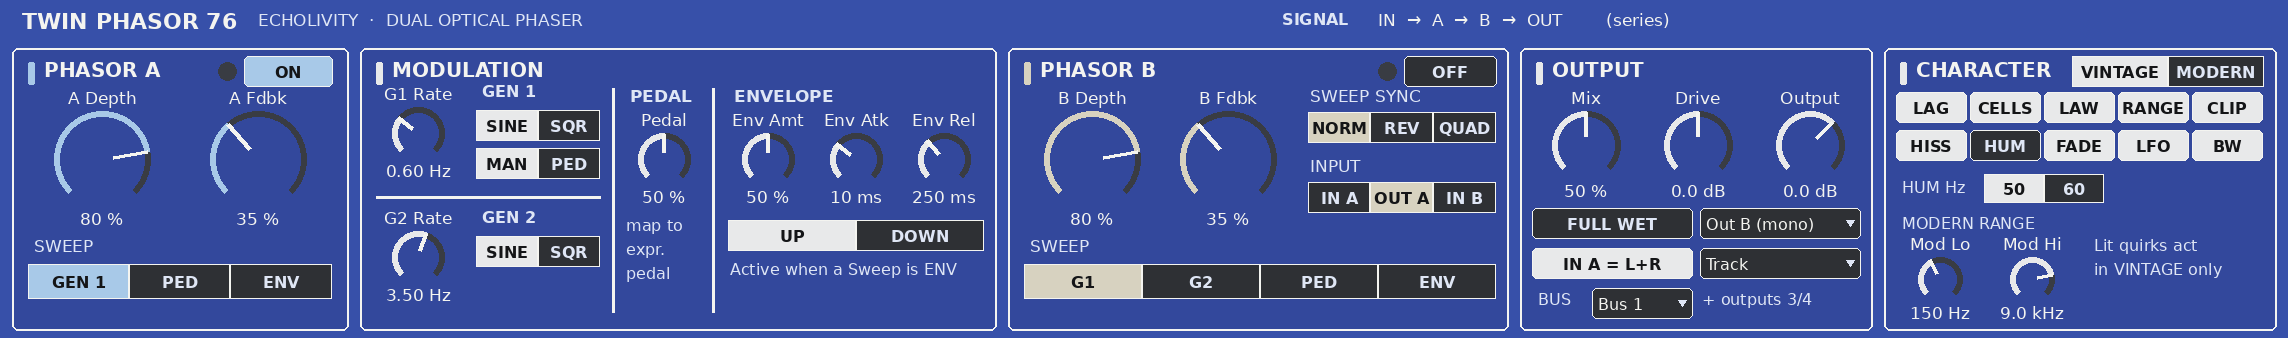 TWIN PHASOR 76 ECHOLIVITY · DUAL OPTICAL PHASER SIGNAL IN → A → B → OUT (series)
PHASOR A ON
A Depth A Fdbk
80 % 35 %
SWEEP
GEN 1 PED ENV
MODULATION
G1 Rate GEN 1
SINE SQR
MAN PED
0.60 Hz
G2 Rate GEN 2
SINE SQR
3.50 Hz
PEDAL
Pedal
50 %
map to
expr.
pedal
ENVELOPE
Env Amt Env Atk Env Rel
50 % 10 ms 250 ms
UP DOWN
Active when a Sweep is ENV
PHASOR B OFF
B Depth B Fdbk
80 % 35 %
SWEEP SYNC
NORM REV QUAD
INPUT
IN A OUT A IN B
SWEEP
G1 G2 PED ENV
OUTPUT
Mix Drive Output
50 % 0.0 dB 0.0 dB
FULL WET Out B (mono)
IN A = L+R Track
BUS Bus 1 + outputs 3/4
CHARACTER VINTAGE MODERN
LAG CELLS LAW RANGE CLIP
HISS HUM FADE LFO BW
HUM Hz 50 60
MODERN RANGE
Mod Lo Mod Hi
150 Hz 9.0 kHz
Lit quirks act
in VINTAGE only